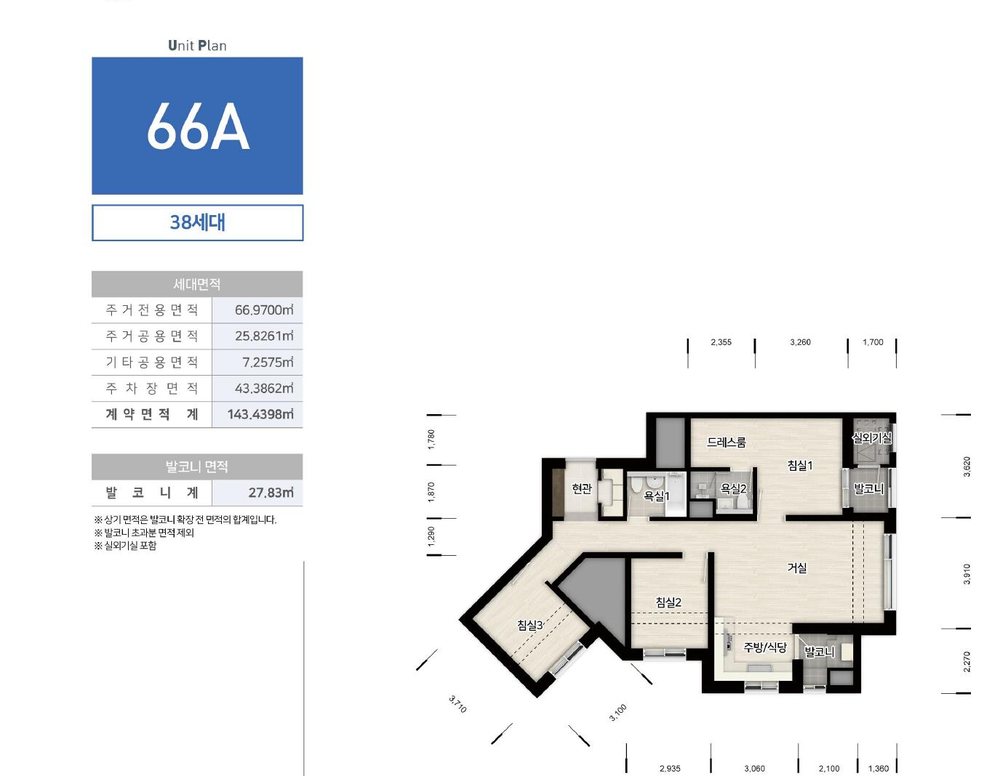 Unit Plan
66A
38세대
세대면적
주거전용면적 66.9700㎡
주거공용면적 25.8261㎡
기타공용면적 7.2575㎡
주차장면적 43.3862㎡
계약면적 계 143.4398㎡
발코니 면적
발코니계 27.83㎡
※ 상기 면적은 발코니 확장 전 면적의 합계입니다.
※ 발코니 초과분 면적 제외
※ 실외기실 포함
2,355 3,260 1,700
1,780
1,870
1,290
드레스룸
침실1
실외기실
발코니
현관
욕실1
욕실2
거실
침실2
침실3
주방/식당
발코니
3,620
3,910
2,270
3,710
3,100
2,935 3,060 2,100 1,360